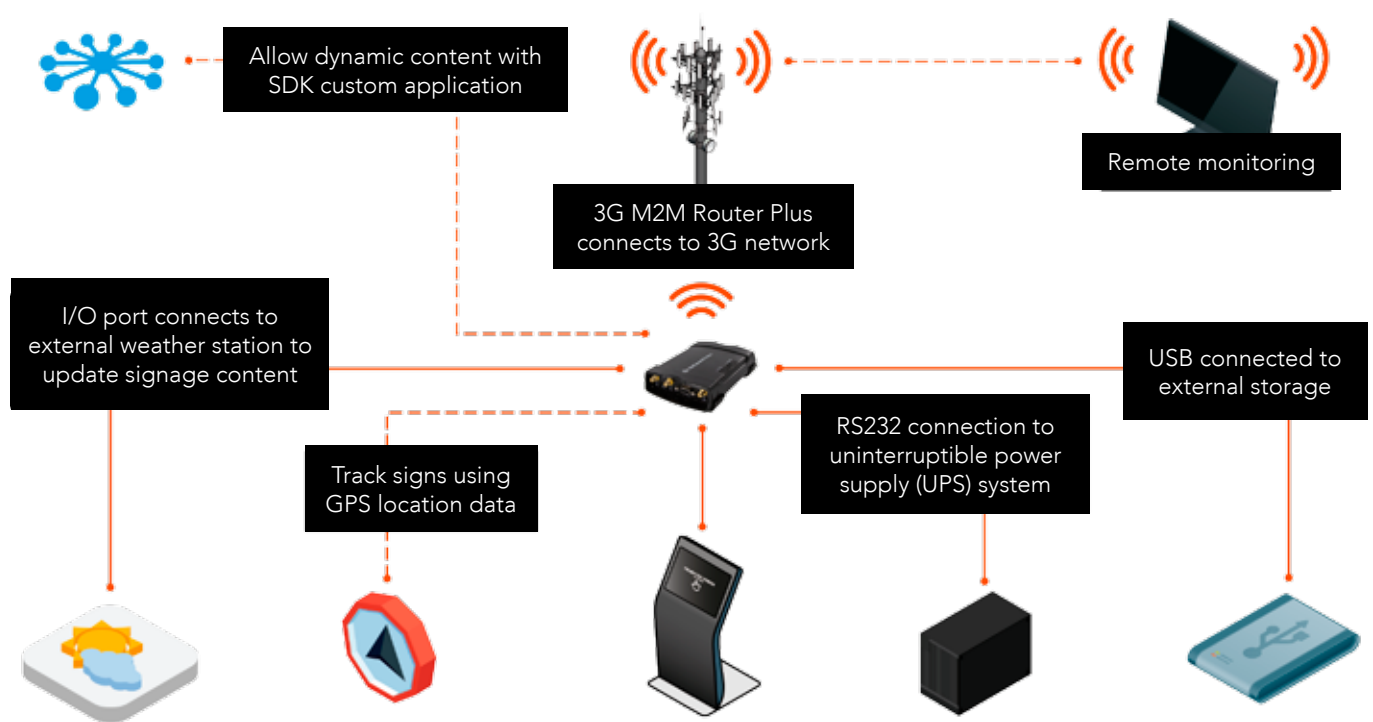 Allow dynamic content with
SDK custom application
Remote monitoring
3G M2M Router Plus
connects to 3G network
I/O port connects to
external weather station to
update signage content
USB connected to
external storage
RS232 connection to
uninterruptible power
supply (UPS) system
Track signs using
GPS location data